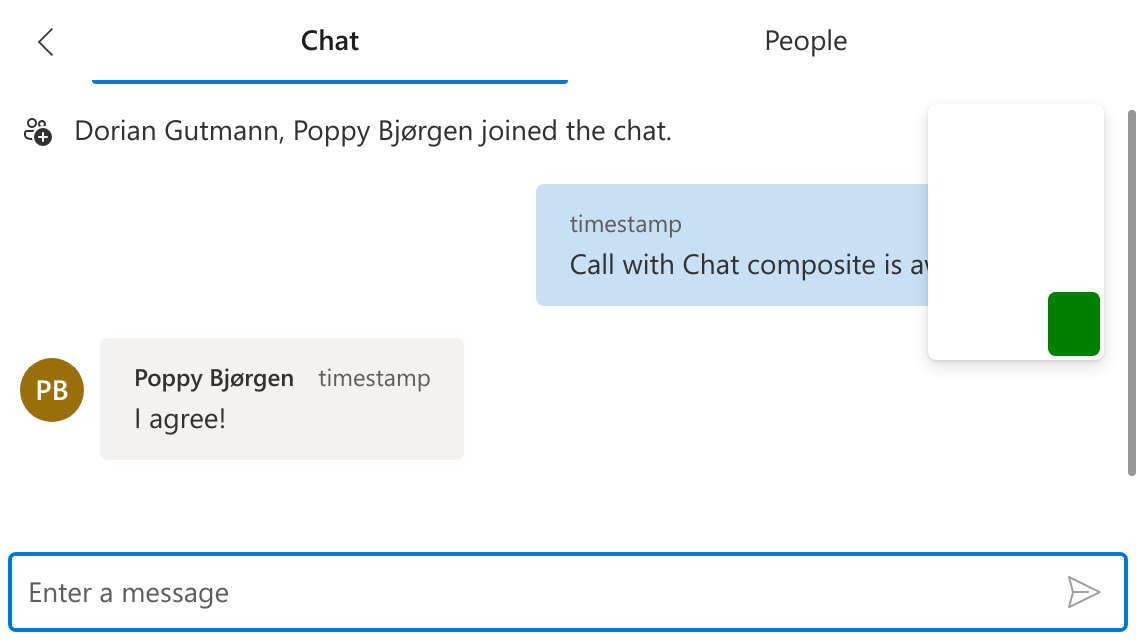 Chat
People
Dorian Gutmann, Poppy Bjørgen joined the chat.
timestamp
Call with Chat composite is
PB
Poppy Bjørgen timestamp
I agree!
Enter a message